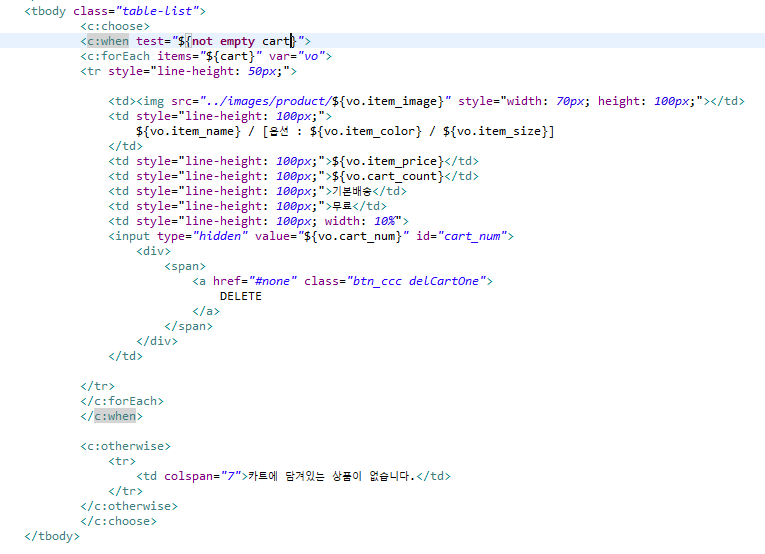 <tbody class="table-list">
<c:choose>
<c:when test="${not empty cart}">
<c:forEach items="${cart}" var="vo">
<tr style="line-height: 50px;">
<td><img src="../images/product/${vo.item_image}" style="width: 70px; height: 100px;"></td>
<td style="line-height: 100px;">
${vo.item_name} / [옵션 : ${vo.item_color} / ${vo.item_size}]
</td>
<td style="line-height: 100px;">${vo.item_price}</td>
<td style="line-height: 100px;">${vo.cart_count}</td>
<td style="line-height: 100px;">기본배송</td>
<td style="line-height: 100px;">무료</td>
<td style="line-height: 100px; width: 10%">
<input type="hidden" value="${vo.cart_num}" id="cart_num">
<div>
<span>
<a href="#none" class="btn_ccc delCartOne">
DELETE
</a>
</span>
</div>
</td>
</tr>
</c:forEach>
</c:when>
<c:otherwise>
<tr>
<td colspan="7">카트에 담겨있는 상품이 없습니다.</td>
</tr>
</c:otherwise>
</c:choose>
</tbody>